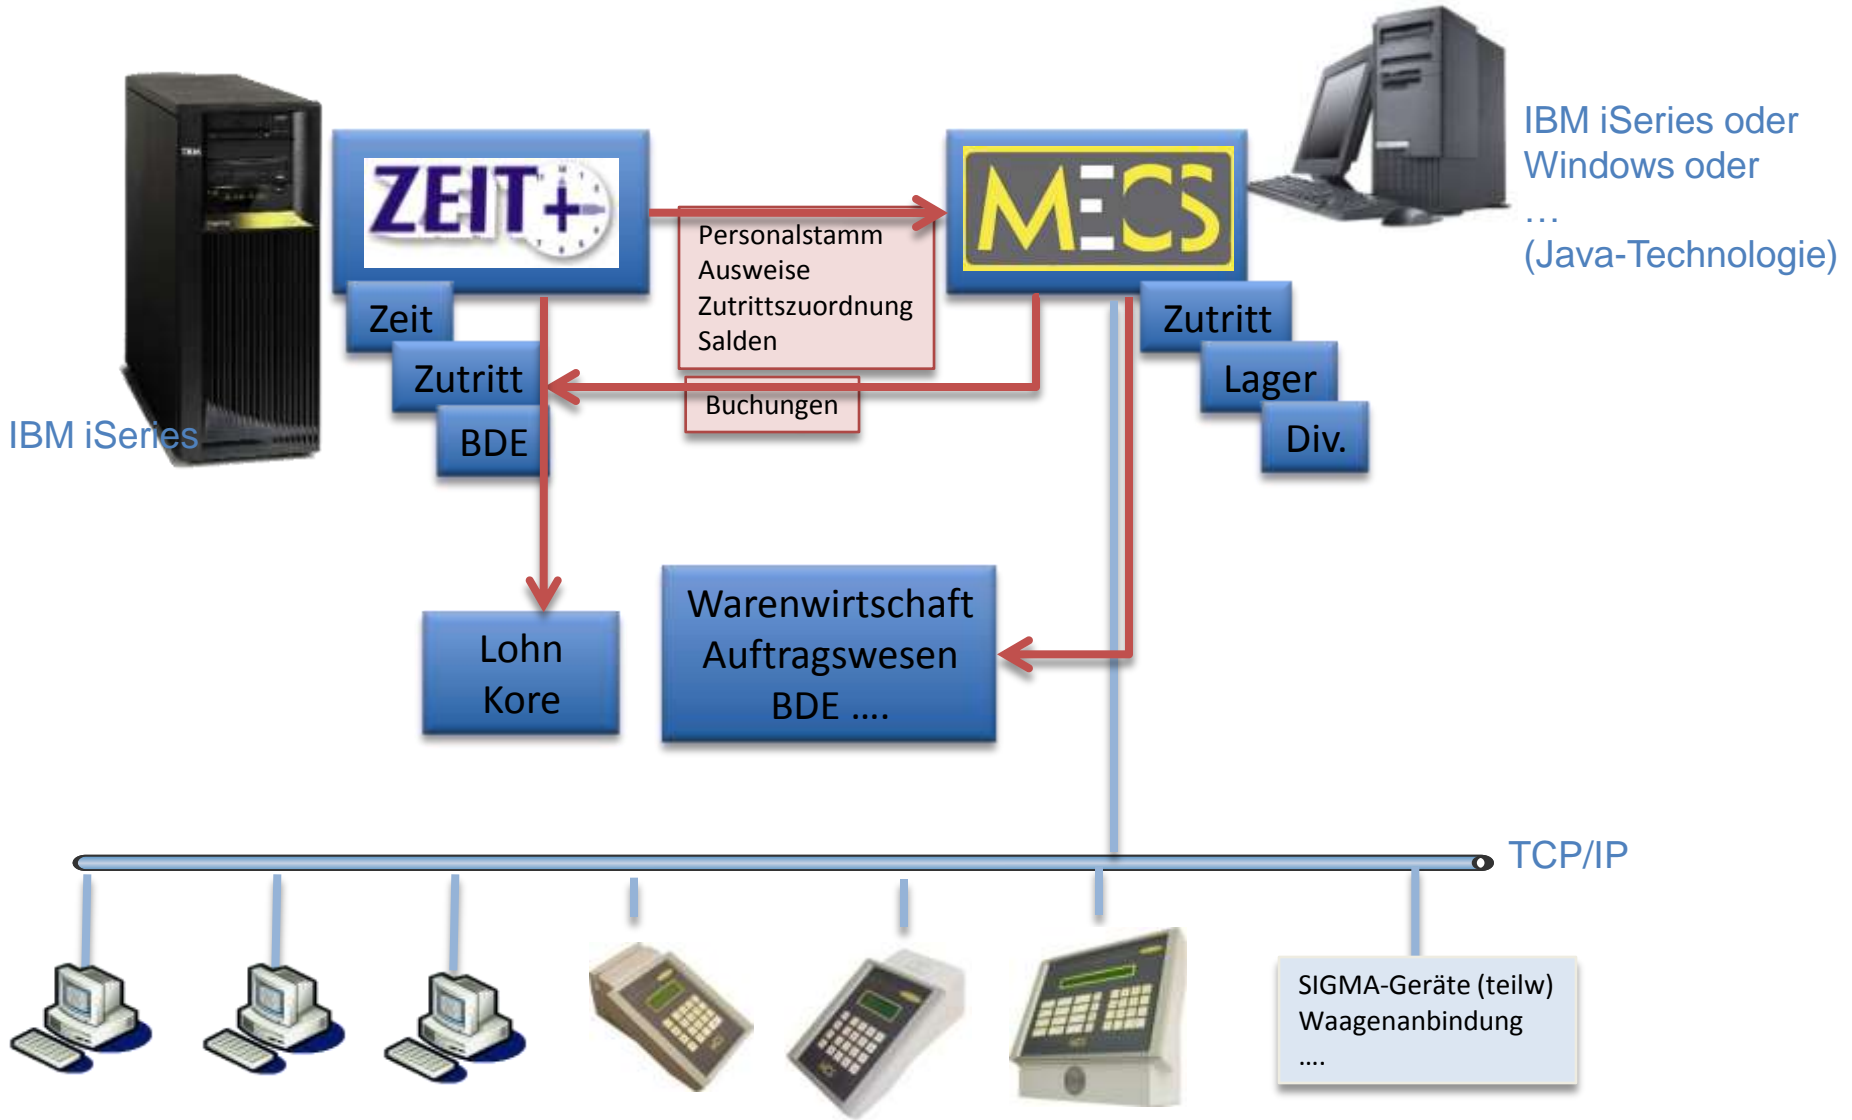 IBM iSeries
ZEIT+
Zeit
Zutritt
BDE
Personalstamm
Ausweise
Zutrittszuordnung
Salden
Buchungen
MECS
Zutritt
Lager
Div.
IBM iSeries oder
Windows oder
…
(Java-Technologie)
Lohn
Kore
Warenwirtschaft
Auftragswesen
BDE ....
TCP/IP
SIGMA-Geräte (teilw)
Waagenanbindung
....